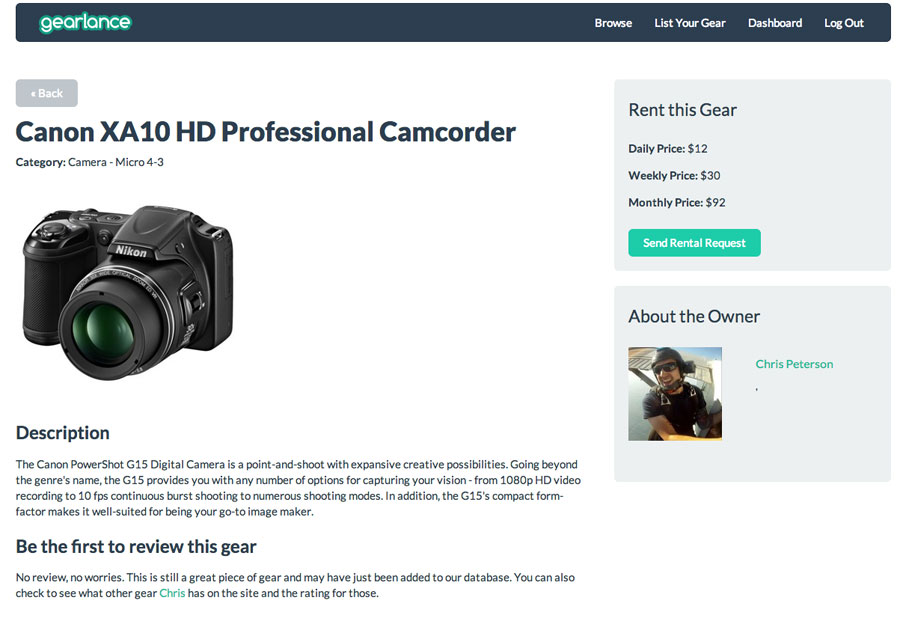 gearlance
Browse List Your Gear Dashboard Log Out
« Back
Canon XA10 HD Professional Camcorder
Category: Camera - Micro 4-3
Nikon
Description
The Canon PowerShot G15 Digital Camera is a point-and-shoot with expansive creative possibilities. Going beyond
the genre's name, the G15 provides you with any number of options for capturing your vision - from 1080p HD video
recording to 10 fps continuous burst shooting to numerous shooting modes. In addition, the G15's compact form-
factor makes it well-suited for being your go-to image maker.
Be the first to review this gear
No review, no worries. This is still a great piece of gear and may have just been added to our database. You can also
check to see what other gear Chris has on the site and the rating for those.
Rent this Gear
Daily Price: $12
Weekly Price: $30
Monthly Price: $92
Send Rental Request
About the Owner
Chris Peterson
,